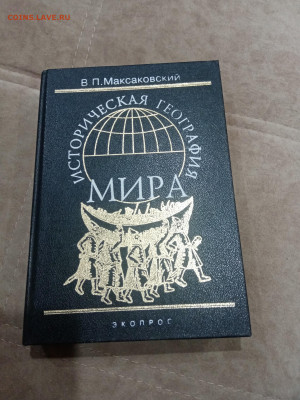 COINS.LAVE.RU
В П.Максаковский
ИСТОРИЧЕСКАЯ ГЕОГРАФИЯ
МИРА
ЭКОПРОС